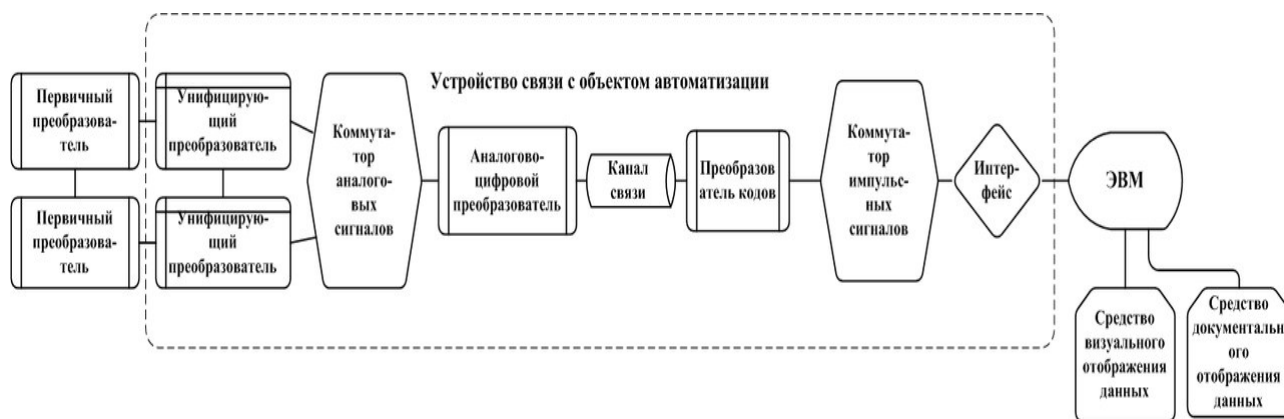 Устройство связи с объектом автоматизации
Первичный
преобразова-
тель
Унифицирую-
щий
преобразователь
Первичный
преобразова-
тель
Унифицирую-
щий
преобразователь
Коммута-
тор
аналого-
вых
сигналов
Аналогово-
цифровой
преобразователь
Канал
связи
Преобразов
атель кодов
Коммута-
тор
импульс-
ных
сигналов
Интер-
фейс
ЭВМ
Средство
визуального
отображения
данных
Средство
документальн
ого
отображения
данных